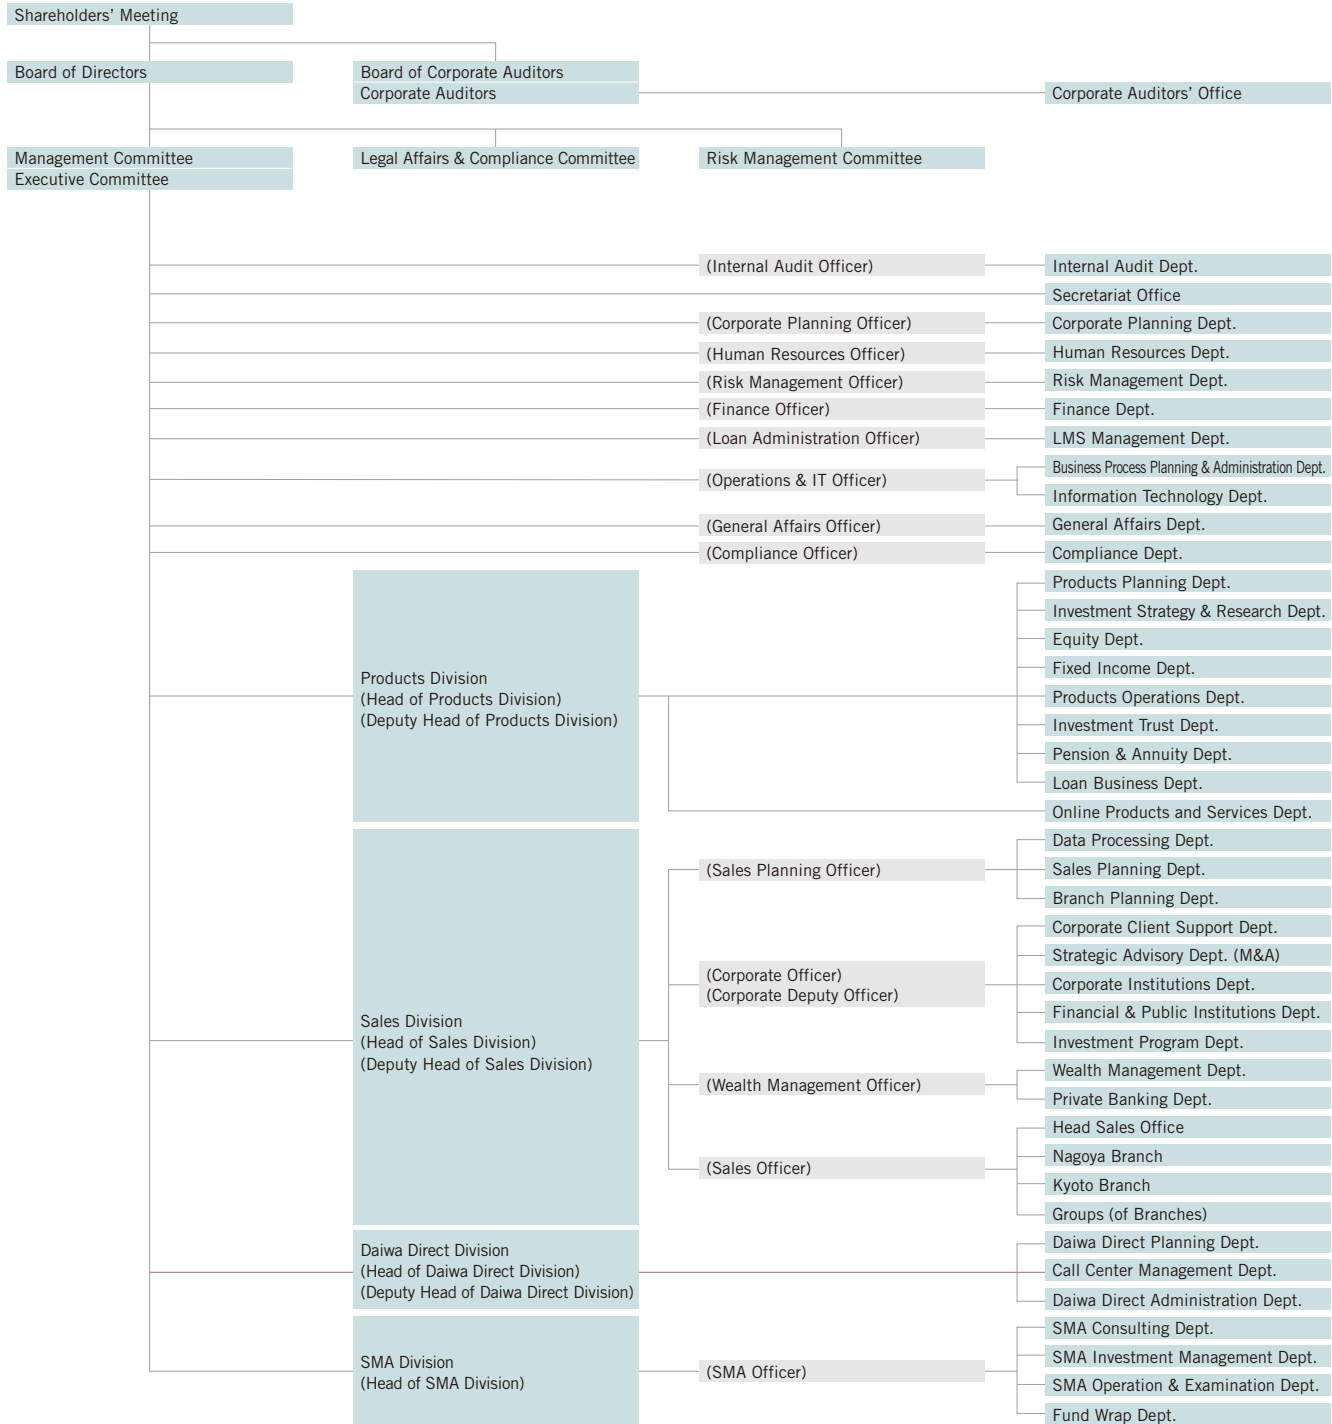 Shareholders’ Meeting
Board of Directors
Board of Corporate Auditors
Corporate Auditors
Corporate Auditors’ Office
Management Committee
Executive Committee
Legal Affairs & Compliance Committee
Risk Management Committee
(Internal Audit Officer)
Internal Audit Dept.
Secretariat Office
(Corporate Planning Officer)
Corporate Planning Dept.
(Human Resources Officer)
Human Resources Dept.
(Risk Management Officer)
Risk Management Dept.
(Finance Officer)
Finance Dept.
(Loan Administration Officer)
LMS Management Dept.
(Operations & IT Officer)
Business Process Planning & Administration Dept.
Information Technology Dept.
(General Affairs Officer)
General Affairs Dept.
(Compliance Officer)
Compliance Dept.
Products Division
(Head of Products Division)
(Deputy Head of Products Division)
Products Planning Dept.
Investment Strategy & Research Dept.
Equity Dept.
Fixed Income Dept.
Products Operations Dept.
Investment Trust Dept.
Pension & Annuity Dept.
Loan Business Dept.
Online Products and Services Dept.
Sales Division
(Head of Sales Division)
(Deputy Head of Sales Division)
(Sales Planning Officer)
Data Processing Dept.
Sales Planning Dept.
Branch Planning Dept.
(Corporate Officer)
(Corporate Deputy Officer)
Corporate Client Support Dept.
Strategic Advisory Dept. (M&A)
Corporate Institutions Dept.
Financial & Public Institutions Dept.
Investment Program Dept.
(Wealth Management Officer)
Wealth Management Dept.
Private Banking Dept.
(Sales Officer)
Head Sales Office
Nagoya Branch
Kyoto Branch
Groups (of Branches)
Daiwa Direct Division
(Head of Daiwa Direct Division)
(Deputy Head of Daiwa Direct Division)
Daiwa Direct Planning Dept.
Call Center Management Dept.
Daiwa Direct Administration Dept.
SMA Division
(Head of SMA Division)
(SMA Officer)
SMA Consulting Dept.
SMA Investment Management Dept.
SMA Operation & Examination Dept.
Fund Wrap Dept.